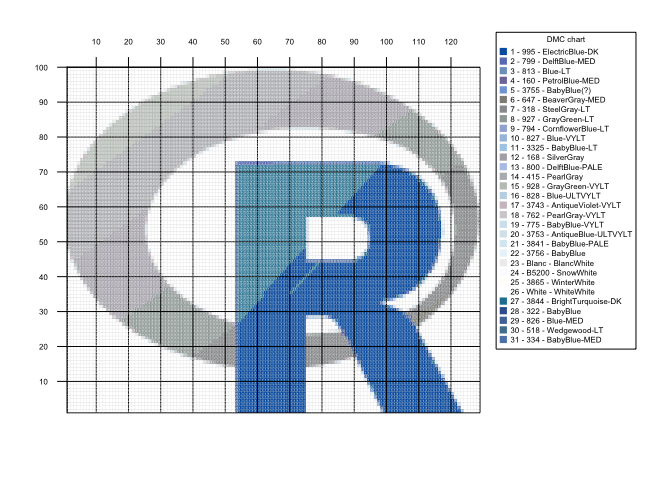 DMC chart
10 20 30 40 50 60 70 80 90 100 110 120
1 - 995 - ElectricBlue-DK
2 - 799 - DelftBlue-MED
3 - 813 - Blue-LT
4 - 160 - PetrolBlue-MED
5 - 3755 - BabyBlue(?)
6 - 647 - BeaverGray-MED
7 - 318 - SteelGray-LT
8 - 927 - GrayGreen-LT
9 - 794 - CornflowerBlue-LT
10 - 827 - Blue-VYLT
11 - 3325 - BabyBlue-LT
12 - 168 - SilverGray
13 - 800 - DelftBlue-PALE
14 - 415 - PearlGray
15 - 928 - GrayGreen-VYLT
16 - 828 - Blue-ULTVYLT
17 - 3743 - AntiqueViolet-VYLT
18 - 762 - PearlGray-VYLT
19 - 775 - BabyBlue-VYLT
20 - 3753 - AntiqueBlue-ULTVYLT
21 - 3841 - BabyBlue-PALE
22 - 3756 - BabyBlue
23 - Blanc - BlancWhite
24 - B5200 - SnowWhite
25 - 3865 - WinterWhite
26 - White - WhiteWhite
27 - 3844 - BrightTurquoise-DK
28 - 322 - BabyBlue
29 - 826 - Blue-MED
30 - 518 - Wedgewood-LT
31 - 334 - BabyBlue-MED
100
90
80
70
60
50
40
30
20
10
R